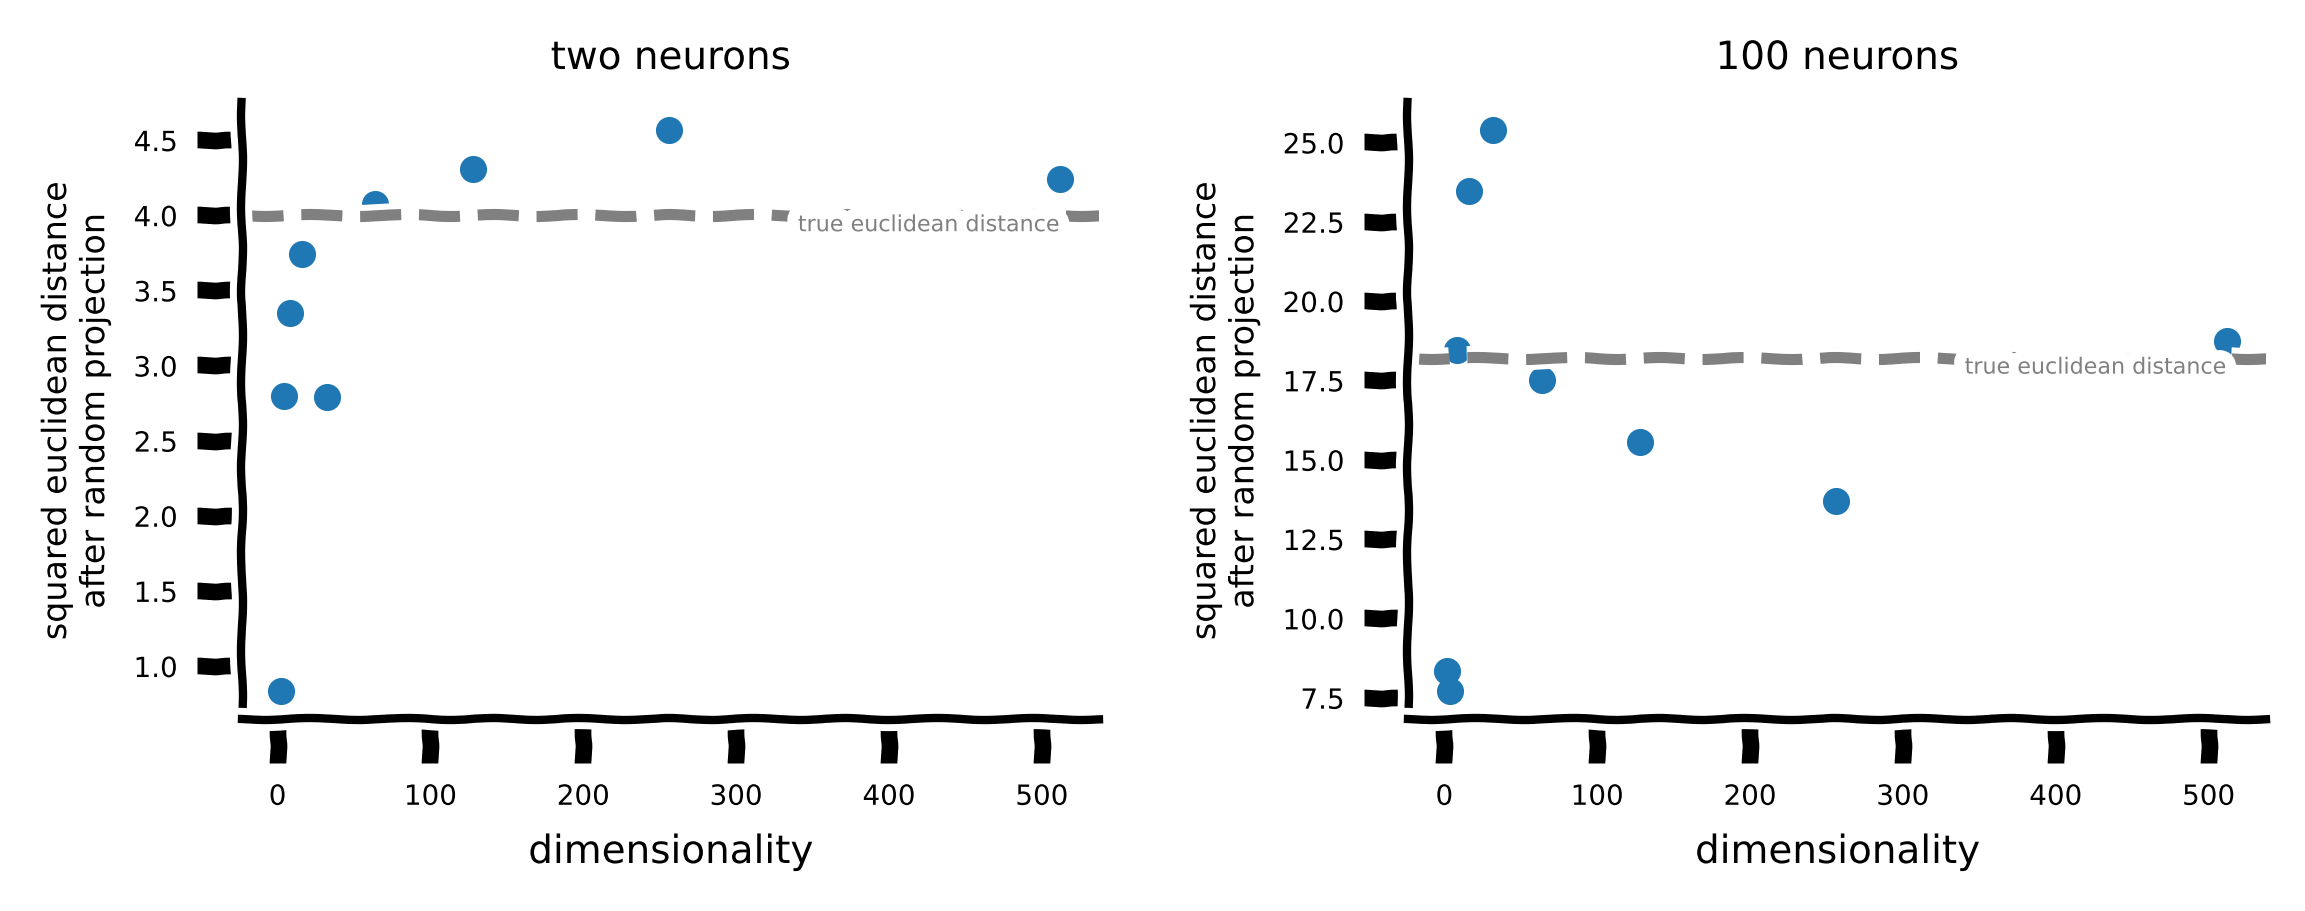 two neurons
squared euclidean distance
after random projection
4.5
4.0
3.5
3.0
2.5
2.0
1.5
1.0
true euclidean distance
0 100 200 300 400 500
dimensionality
100 neurons
squared euclidean distance
after random projection
25.0
22.5
20.0
17.5
15.0
12.5
10.0
7.5
true euclidean distance
0 100 200 300 400 500
dimensionality